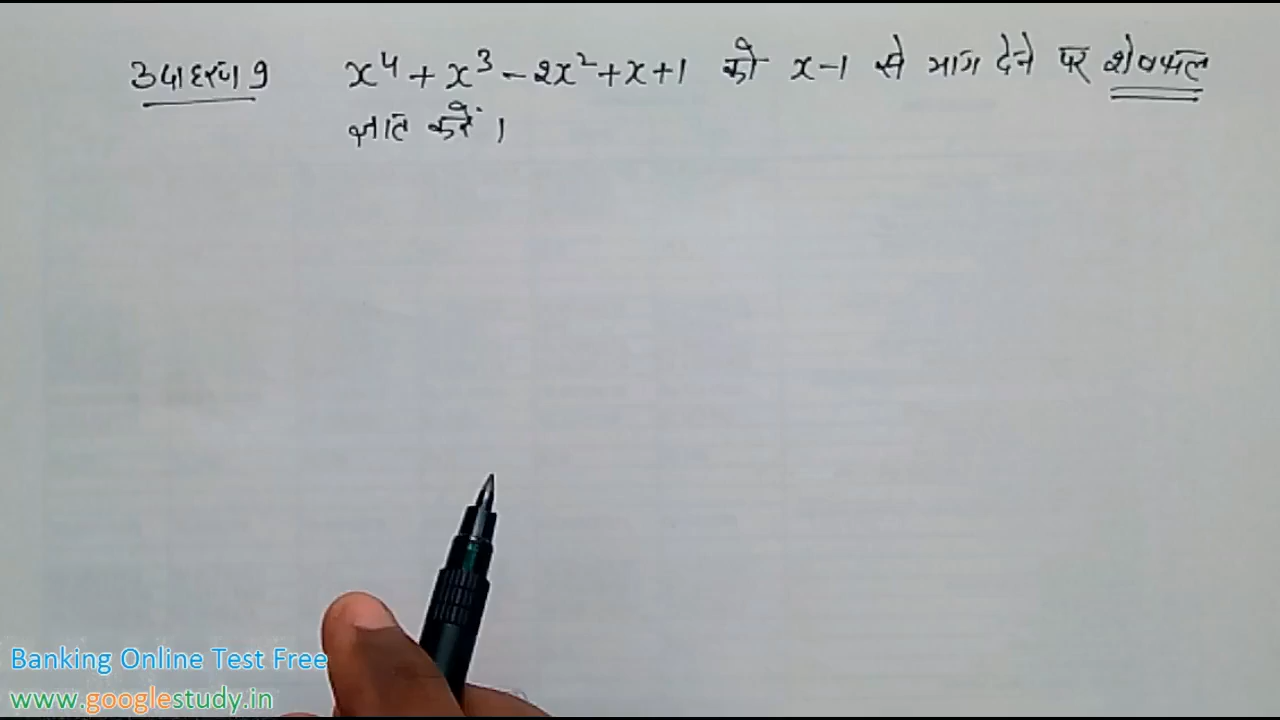 उदाहरण 9 x⁴ + x³ - 2x² + x + 1 को x-1 से भाग देने पर शेषफल
ज्ञात करें।
Banking Online Test Free
www.googlestudy.in